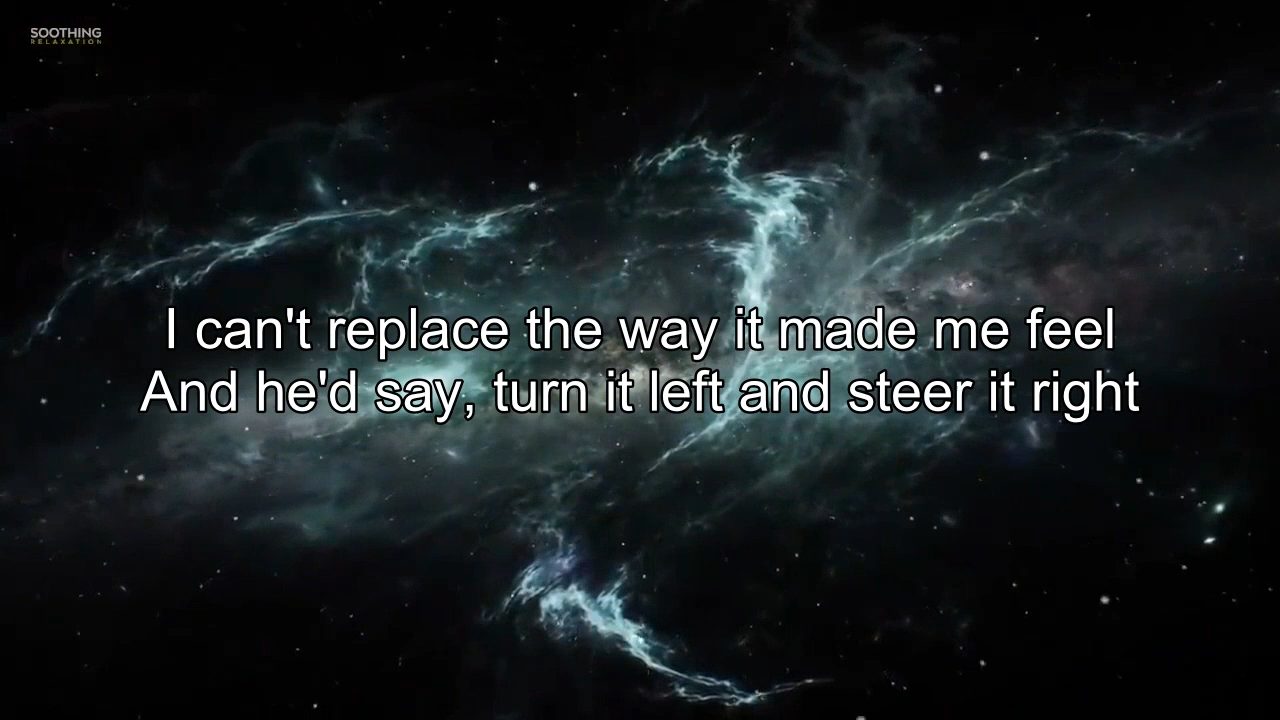 SOOTHING
RELAXATION
I can't replace the way it made me feel
And he'd say, turn it left and steer it right